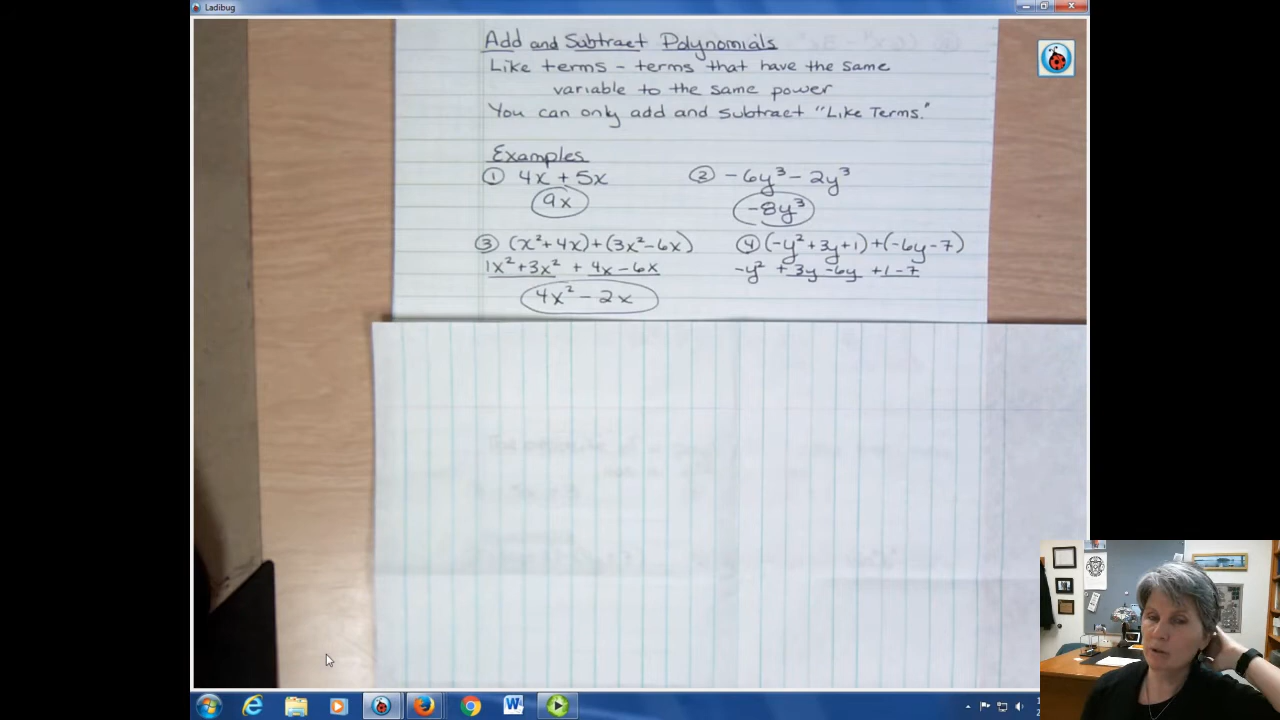 Ladibug
Add and Subtract Polynomials
Like terms - terms that have the same
variable to the same power
You can only add and subtract "Like Terms."
Examples
① 4x + 5x
9x
② -6y³ - 2y³
-8y³
③ (x²+4x)+(3x²-6x)
1x²+3x² + 4x-6x
4x² - 2x
④ (-y²+3y+1)+(-6y-7)
-y² +3y-6y +1-7